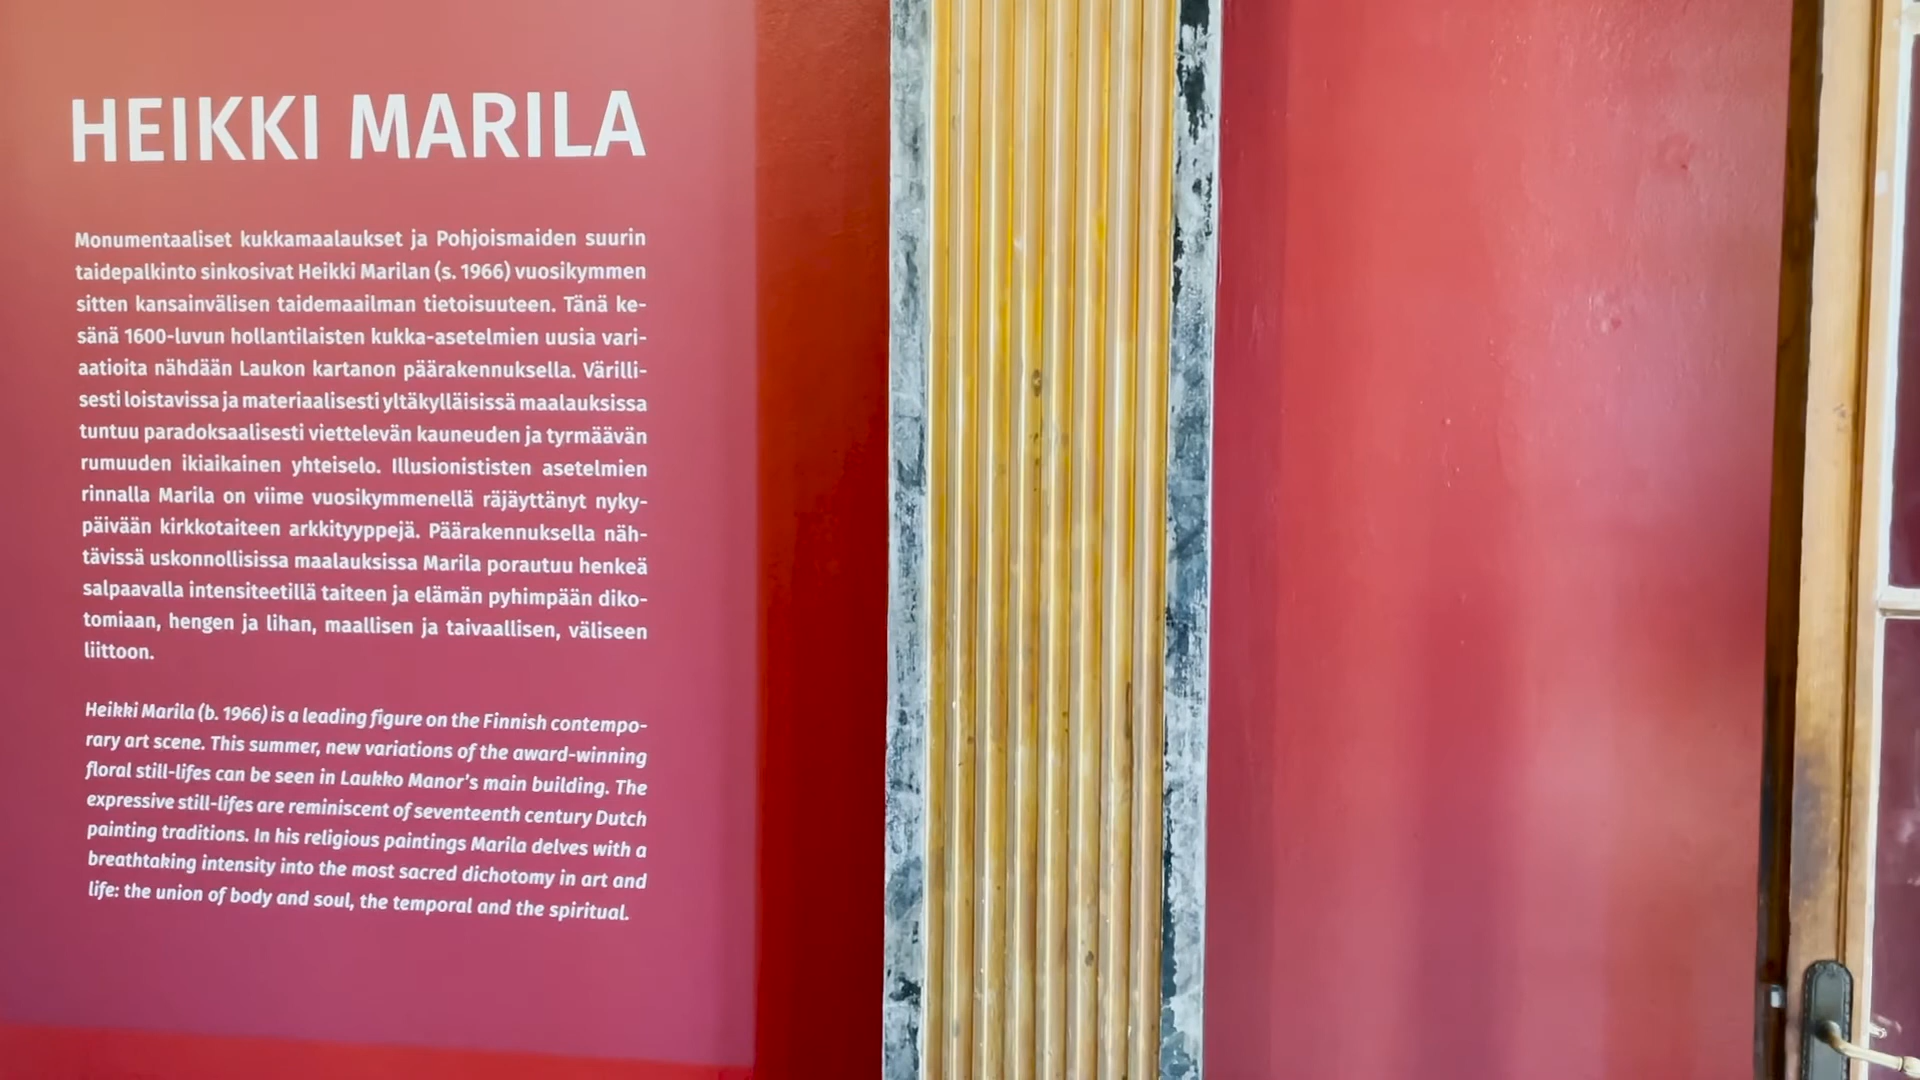 HEIKKI MARILA
Monumentaaliset kukkamaalaukset ja Pohjoismaiden suurin
taidepalkinto sinkosivat Heikki Marilan (s. 1966) vuosikymmen
sitten kansainvälisen taidemaailman tietoisuuteen. Tänä ke-
sänä 1600-luvun hollantilaisten kukka-asetelmien uusia vari-
aatioita nähdään Laukon kartanon päärakennuksella. Värilli-
sesti loistavissa ja materiaalisesti yltäkylläisissä maalauksissa
tuntuu paradoksaalisesti viettelevän kauneuden ja tyrmäävän
rumuuden ikiaikainen yhteiselo. Illusionististen asetelmien
rinnalla Marila on viime vuosikymmenellä räjäyttänyt nyky-
päivään kirkkotaiteen arkkityyppejä. Päärakennuksella näh-
tävissä uskonnollisissa maalauksissa Marila porautuu henkeä
salpaavalla intensiteetillä taiteen ja elämän pyhimpään diko-
tomiaan, hengen ja lihan, maallisen ja taivaallisen, väliseen
liittoon.
Heikki Marila (b. 1966) is a leading figure on the Finnish contempo-
rary art scene. This summer, new variations of the award-winning
floral still-lifes can be seen in Laukko Manor's main building. The
expressive still-lifes are reminiscent of seventeenth century Dutch
painting traditions. In his religious paintings Marila delves with a
breathtaking intensity into the most sacred dichotomy in art and
life: the union of body and soul, the temporal and the spiritual.